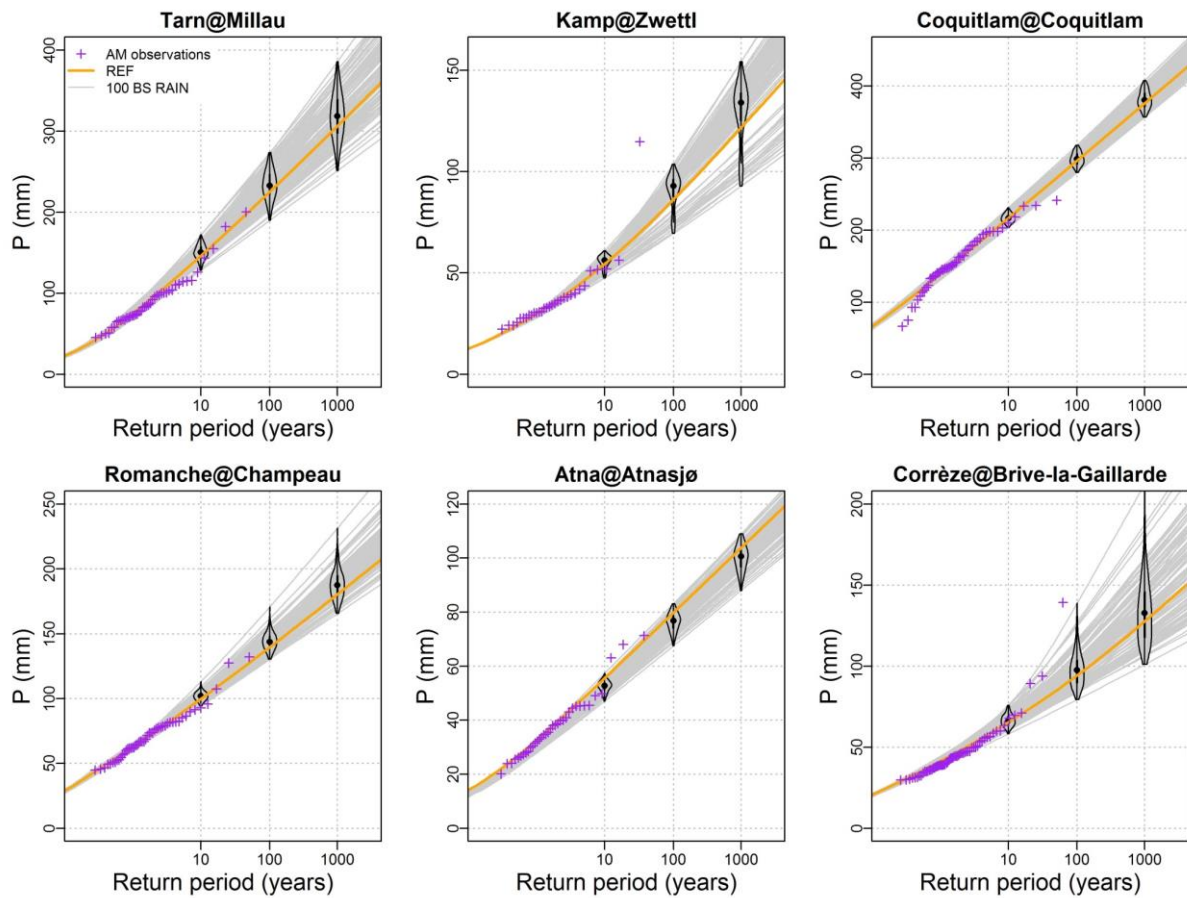 Tarn@Millau
P (mm)
400
300
200
100
0
AM observations
REF
100 BS RAIN
10 100 1000
Return period (years)
Kamp@Zwettl
P (mm)
150
100
50
0
10 100 1000
Return period (years)
Coquitlam@Coquitlam
P (mm)
400
300
200
100
0
10 100 1000
Return period (years)
Romanche@Champeau
P (mm)
250
200
150
100
50
0
10 100 1000
Return period (years)
Atna@Atnasjø
P (mm)
120
100
80
60
40
20
0
10 100 1000
Return period (years)
Corrèze@Brive-la-Gaillarde
P (mm)
200
150
100
50
0
10 100 1000
Return period (years)